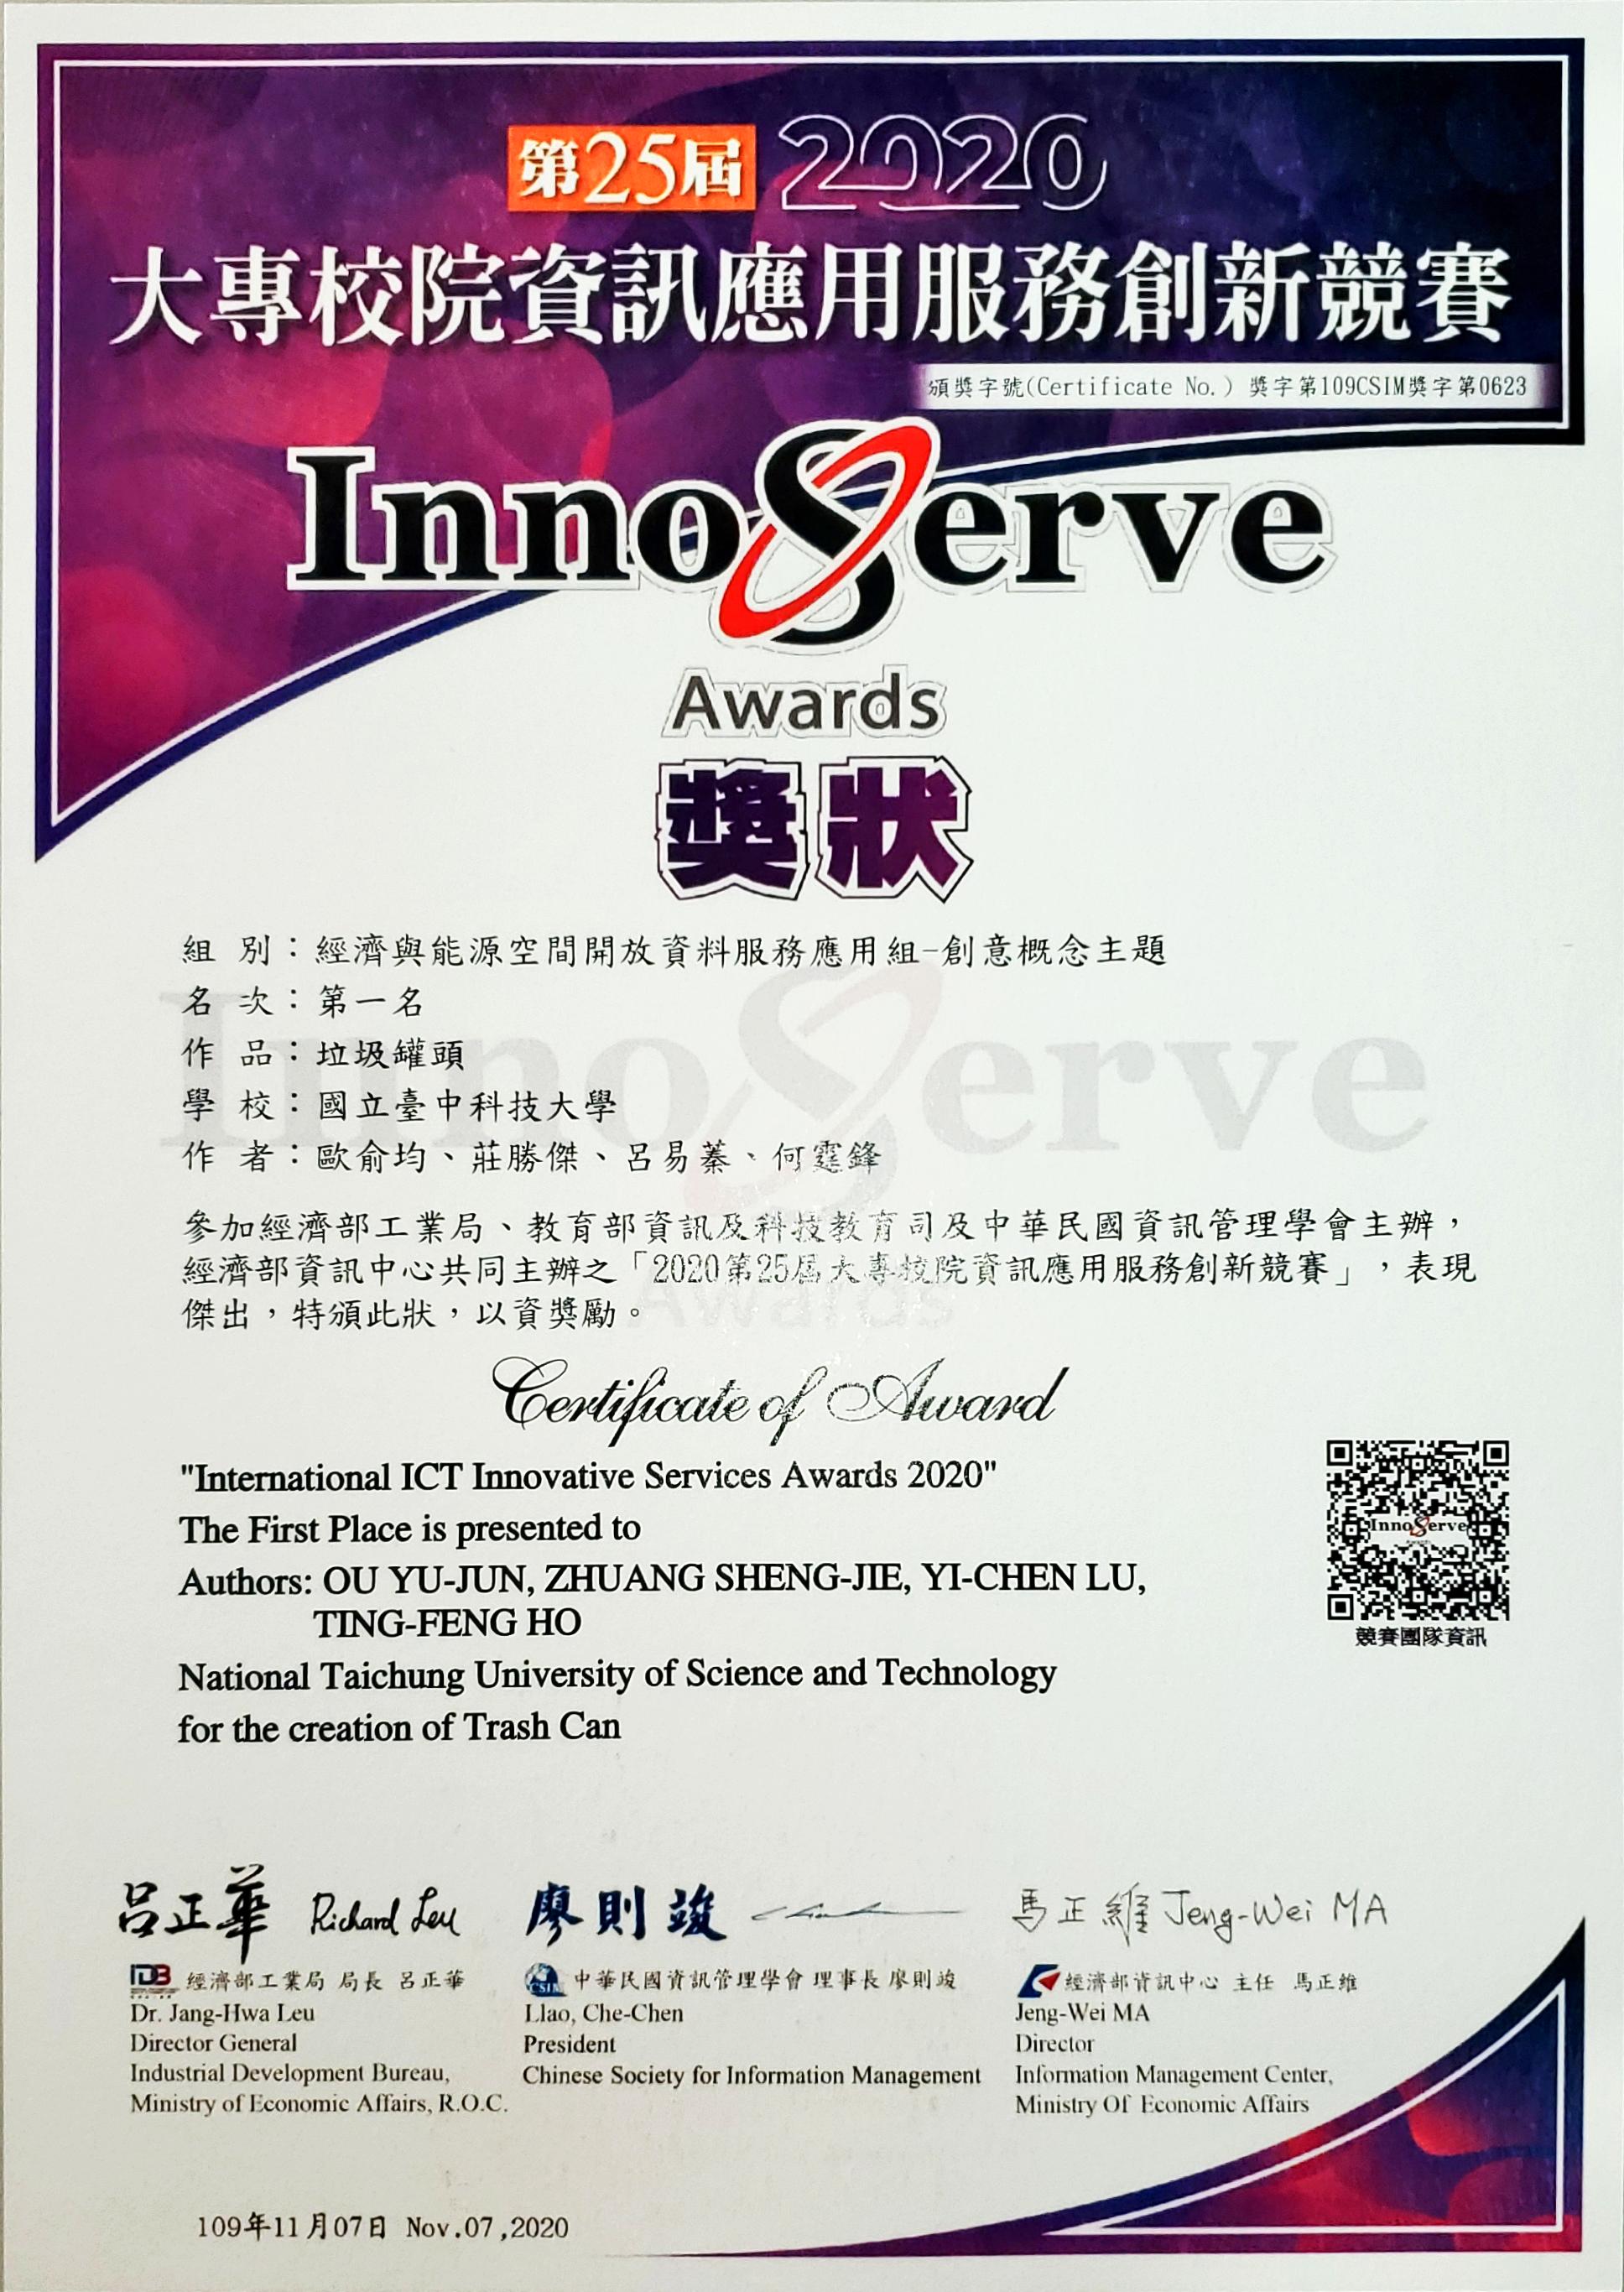 第25屆 2020
大專校院資訊應用服務創新競賽
頒獎字號(Certificate No.) 獎字第109CSIM獎字第0623
InnoServe
Awards
獎狀
組 別：經濟與能源空間開放資料服務應用組-創意概念主題
名 次：第一名
作 品：垃圾罐頭
學 校：國立臺中科技大學
作 者：歐俞均、莊勝傑、呂易蓁、何霆鋒
參加經濟部工業局、教育部資訊及科技教育司及中華民國資訊管理學會主辦，
經濟部資訊中心共同主辦之「2020第25屆大專校院資訊應用服務創新競賽」，表現
傑出，特頒此狀，以資獎勵。
Certificate of Award
"International ICT Innovative Services Awards 2020"
The First Place is presented to
Authors: OU YU-JUN, ZHUANG SHENG-JIE, YI-CHEN LU,
TING-FENG HO
National Taichung University of Science and Technology
for the creation of Trash Can
InnoServe
競賽團隊資訊
呂正華 Richard Leu
廖則竣
馬正維 Jeng-Wei MA
IDB 經濟部工業局 局長 呂正華
Dr. Jang-Hwa Leu
Director General
Industrial Development Bureau,
Ministry of Economic Affairs, R.O.C.
CSIM 中華民國資訊管理學會 理事長 廖則竣
LIao, Che-Chen
President
Chinese Society for Information Management
經濟部資訊中心 主任 馬正維
Jeng-Wei MA
Director
Information Management Center,
Ministry Of Economic Affairs
109年11月07日 Nov.07,2020